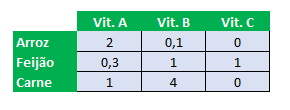 Vit. A Vit. B Vit. C
Arroz 2 0,1 0
Feijão 0,3 1 1
Carne 1 4 0